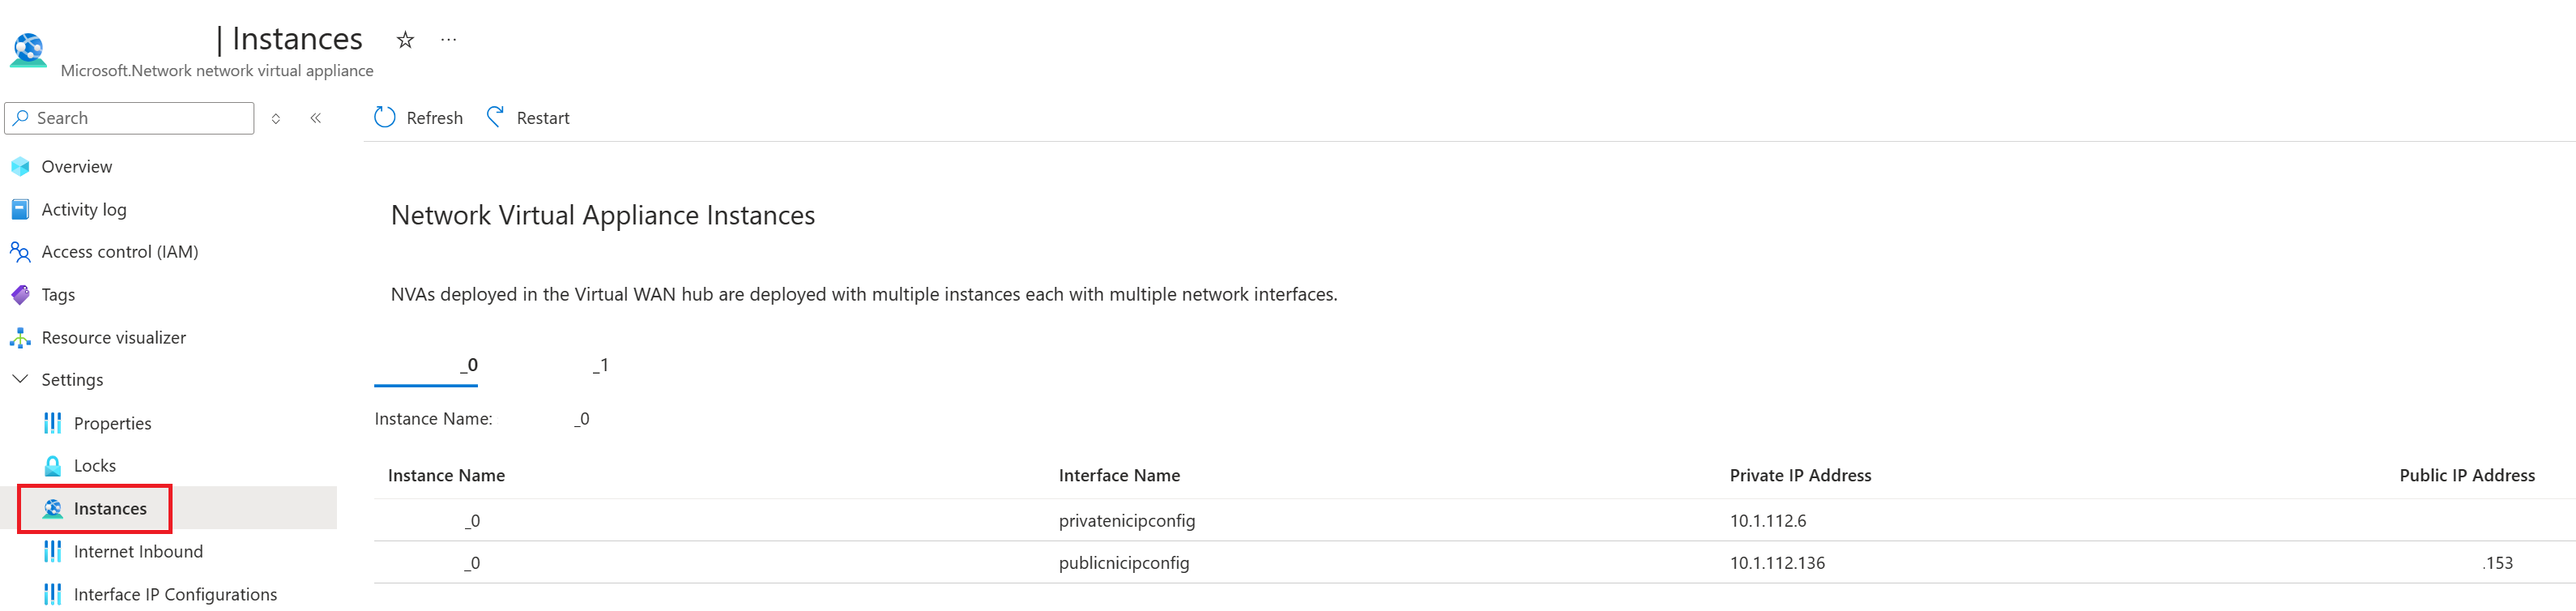 | Instances ☆ ...
Microsoft.Network network virtual appliance
Search
Refresh Restart
Overview
Activity log
Access control (IAM)
Tags
Resource visualizer
Settings
Properties
Locks
Instances
Internet Inbound
Interface IP Configurations
Network Virtual Appliance Instances
NVAs deployed in the Virtual WAN hub are deployed with multiple instances each with multiple network interfaces.
_0 _1
Instance Name: _0
Instance Name Interface Name Private IP Address Public IP Address
_0 privatenicipconfig 10.1.112.6
_0 publicnicipconfig 10.1.112.136 .153